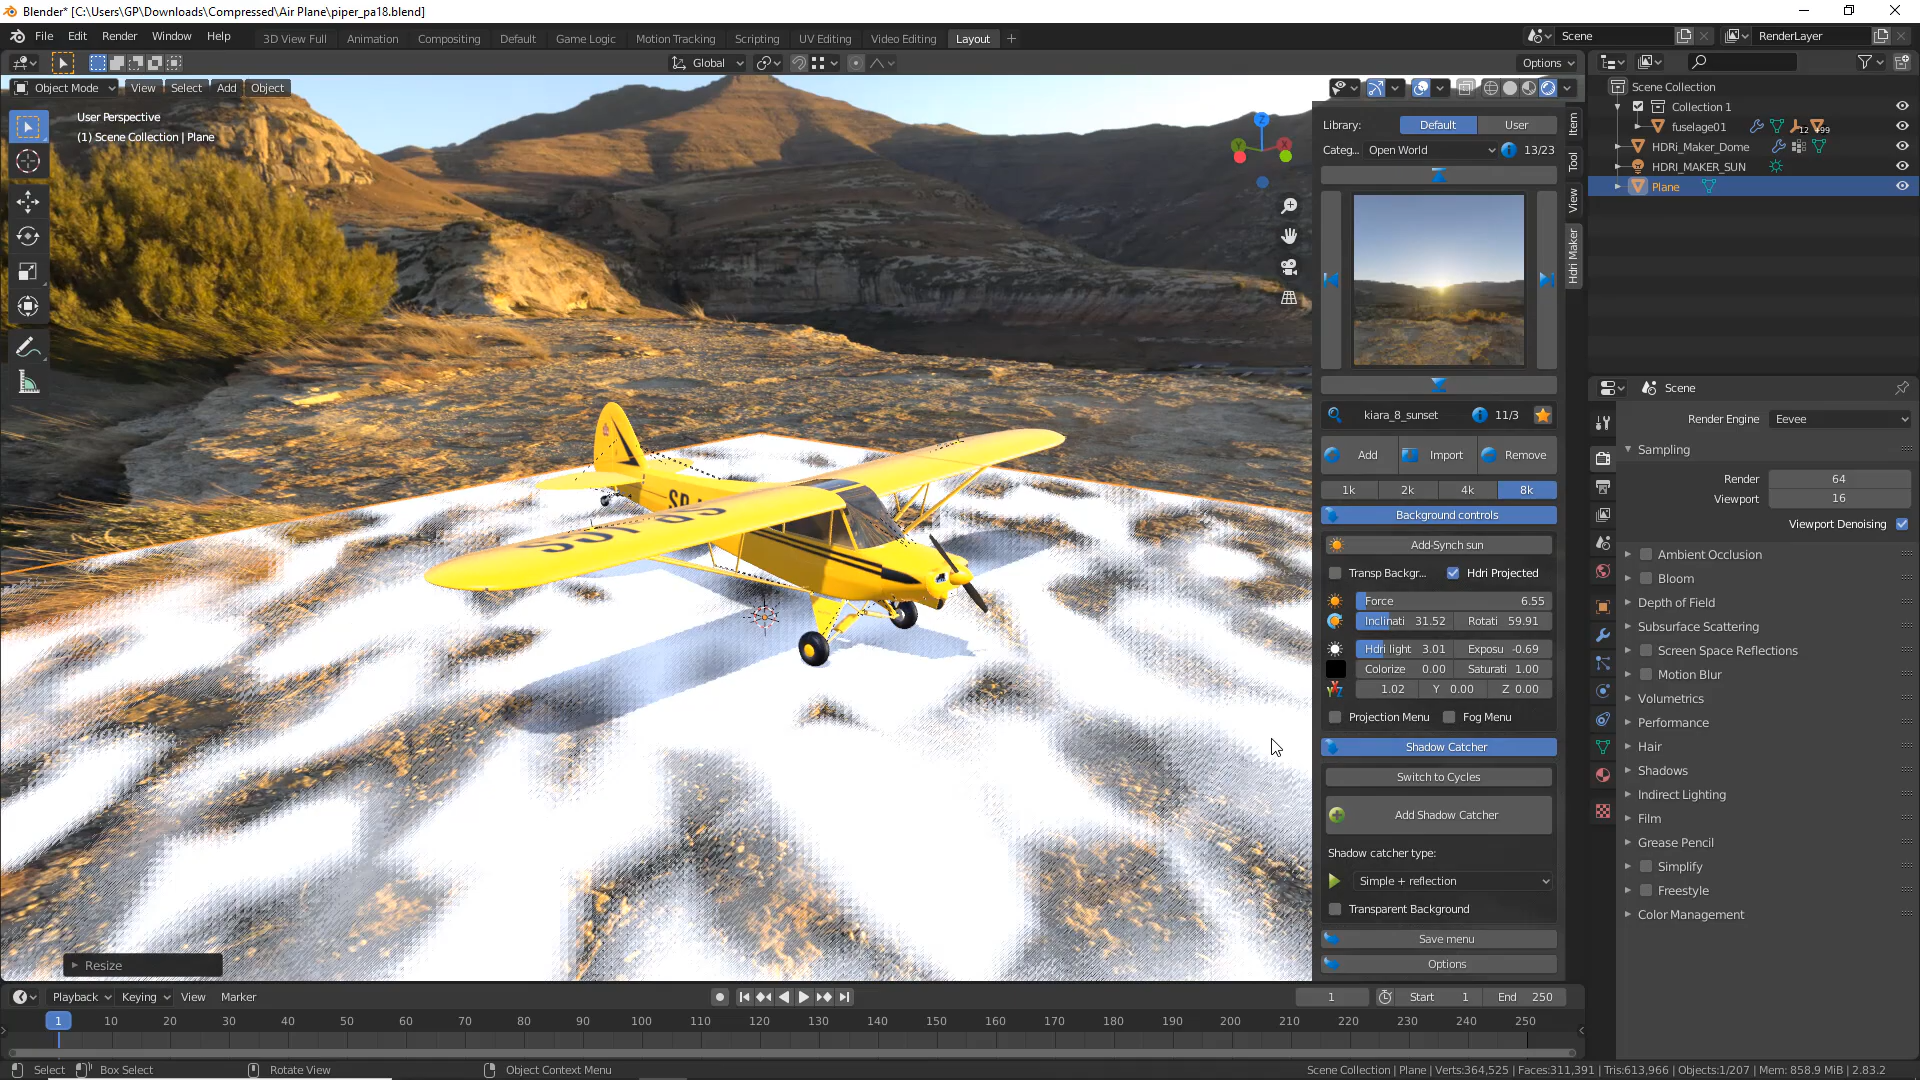 Blender* [C:\Users\GP\Downloads\Compressed\Air Plane\piper_pa18.blend]
File Edit Render Window Help
3D View Full Animation Compositing Default Game Logic Motion Tracking Scripting UV Editing Video Editing Layout
Scene RenderLayer
Global
Options
Object Mode View Select Add Object
User Perspective
(1) Scene Collection | Plane
Library: Default User
Categ... Open World 13/23
kiara_8_sunset 11/3
Add Import Remove
1k 2k 4k 8k
Background controls
Add-Synch sun
Transp Backgr... Hdri Projected
Force 6.55
Inclinati 31.52 Rotati 59.91
Hdri light 3.01 Exposu -0.69
Colorize 0.00 Saturati 1.00
1.02 Y 0.00 Z 0.00
Projection Menu Fog Menu
Shadow Catcher
Switch to Cycles
Add Shadow Catcher
Shadow catcher type:
Simple + reflection
Transparent Background
Save menu
Options
Item
Tool
View
Hdri Maker
Scene Collection
Collection 1
fuselage01 12 +99
HDRi_Maker_Dome
HDRI_MAKER_SUN
Plane
Scene
Render Engine Eevee
Sampling
Render 64
Viewport 16
Viewport Denoising
Ambient Occlusion
Bloom
Depth of Field
Subsurface Scattering
Screen Space Reflections
Motion Blur
Volumetrics
Performance
Hair
Shadows
Indirect Lighting
Film
Grease Pencil
Simplify
Freestyle
Color Management
Z
Y
X
Resize
Playback Keying View Marker
1 Start 1 End 250
1 10 20 30 40 50 60 70 80 90 100 110 120 130 140 150 160 170 180 190 200 210 220 230 240 250
Select Box Select Rotate View Object Context Menu
Scene Collection | Plane | Verts:364,525 | Faces:311,391 | Tris:613,966 | Objects:1/207 | Mem: 858.9 MiB | 2.83.2